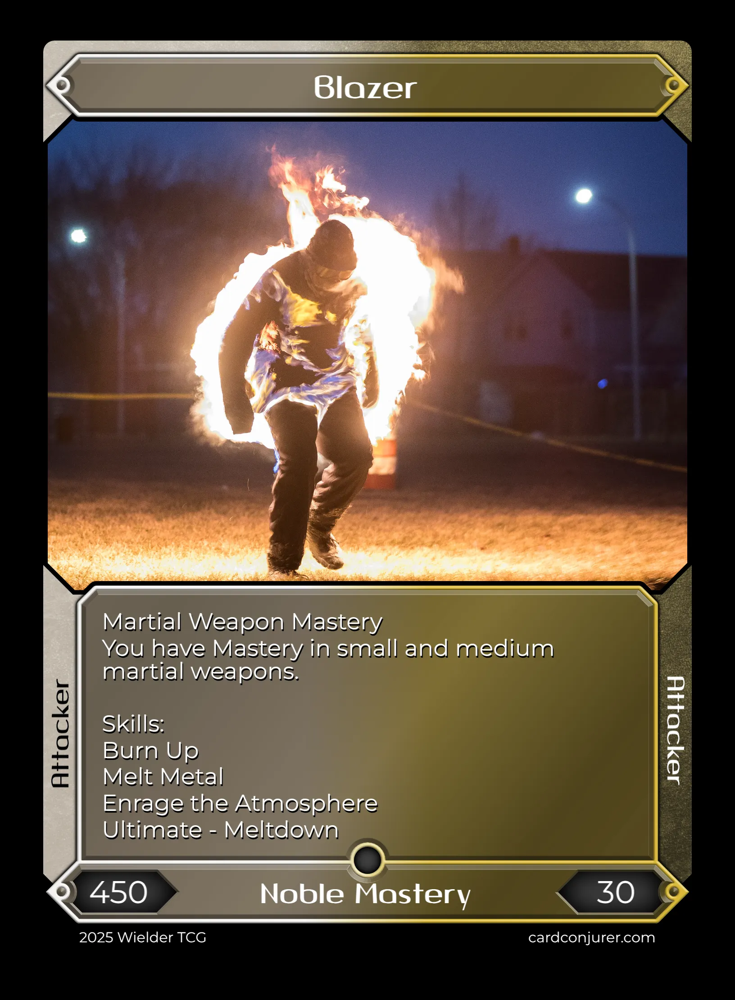 Blazer
Martial Weapon Mastery
You have Mastery in small and medium
martial weapons.
Skills:
Burn Up
Melt Metal
Enrage the Atmosphere
Ultimate - Meltdown
Attacker
Attacker
450
Noble Mastery
30
2025 Wielder TCG
cardconjurer.com